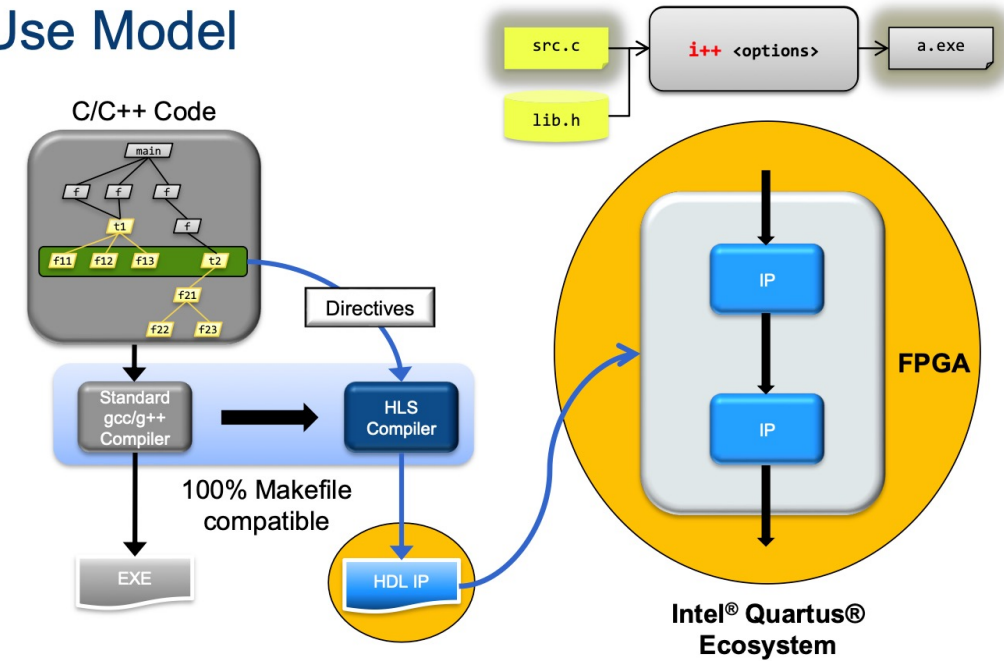 Use Model
src.c
i++ <options>
a.exe
lib.h
C/C++ Code
main
f f f
t1 f
f11 f12 f13 t2
f21
f22 f23
Directives
Standard
gcc/g++
Compiler
HLS
Compiler
100% Makefile
compatible
EXE
HDL IP
IP
IP
FPGA
Intel® Quartus®
Ecosystem